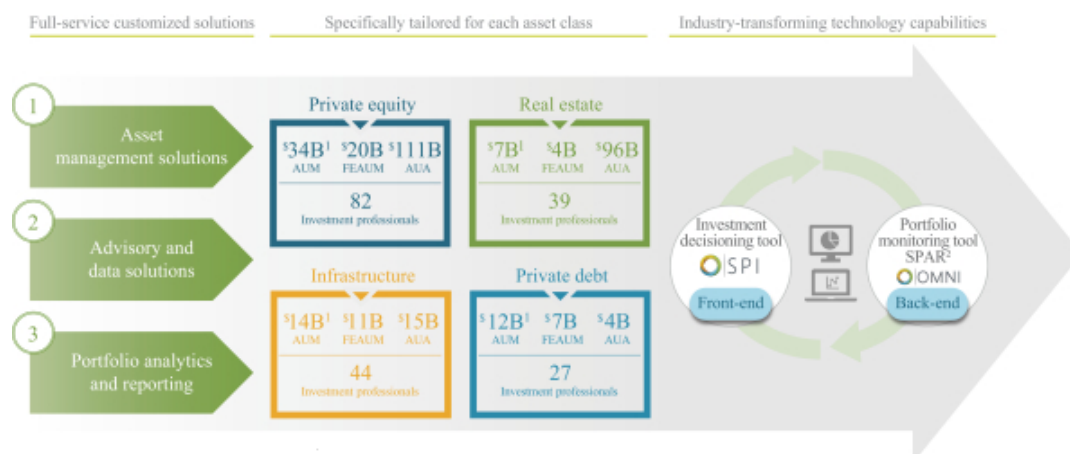 Full-service customized solutions
Specifically tailored for each asset class
Industry-transforming technology capabilities
1
Asset
management solutions
2
Advisory and
data solutions
3
Portfolio analytics
and reporting
Private equity
$34B1 $20B $111B
AUM FEAUM AUA
82
Investment professionals
Real estate
$7B1 $4B $96B
AUM FEAUM AUA
39
Investment professionals
Infrastructure
$14B1 $11B $15B
AUM FEAUM AUA
44
Investment professionals
Private debt
$12B1 $7B $4B
AUM FEAUM AUA
27
Investment professionals
Investment
decisioning tool
SPI
Front-end
Portfolio
monitoring tool
SPAR2
OMNI
Back-end